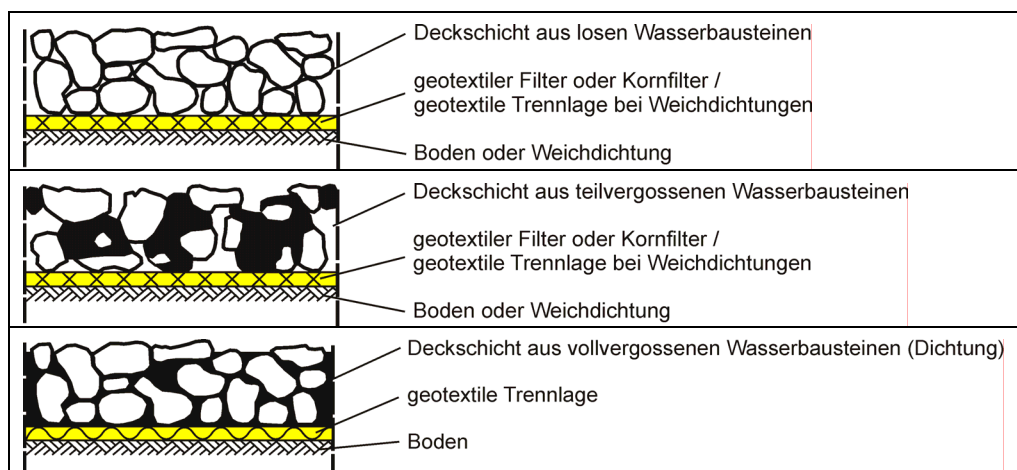 Deckschicht aus losen Wasserbausteinen
geotextiler Filter oder Kornfilter /
geotextile Trennlage bei Weichdichtungen
Boden oder Weichdichtung
Deckschicht aus teilvergossenen Wasserbausteinen
geotextiler Filter oder Kornfilter /
geotextile Trennlage bei Weichdichtungen
Boden oder Weichdichtung
Deckschicht aus vollvergossenen Wasserbausteinen (Dichtung)
geotextile Trennlage
Boden